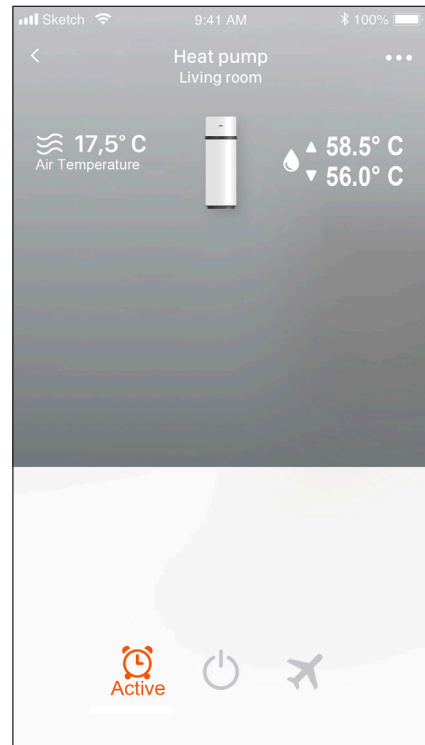 Sketch 9:41 AM 100%
Heat pump
Living room
17,5° C
Air Temperature
▲ 58.5° C
▼ 56.0° C
Active